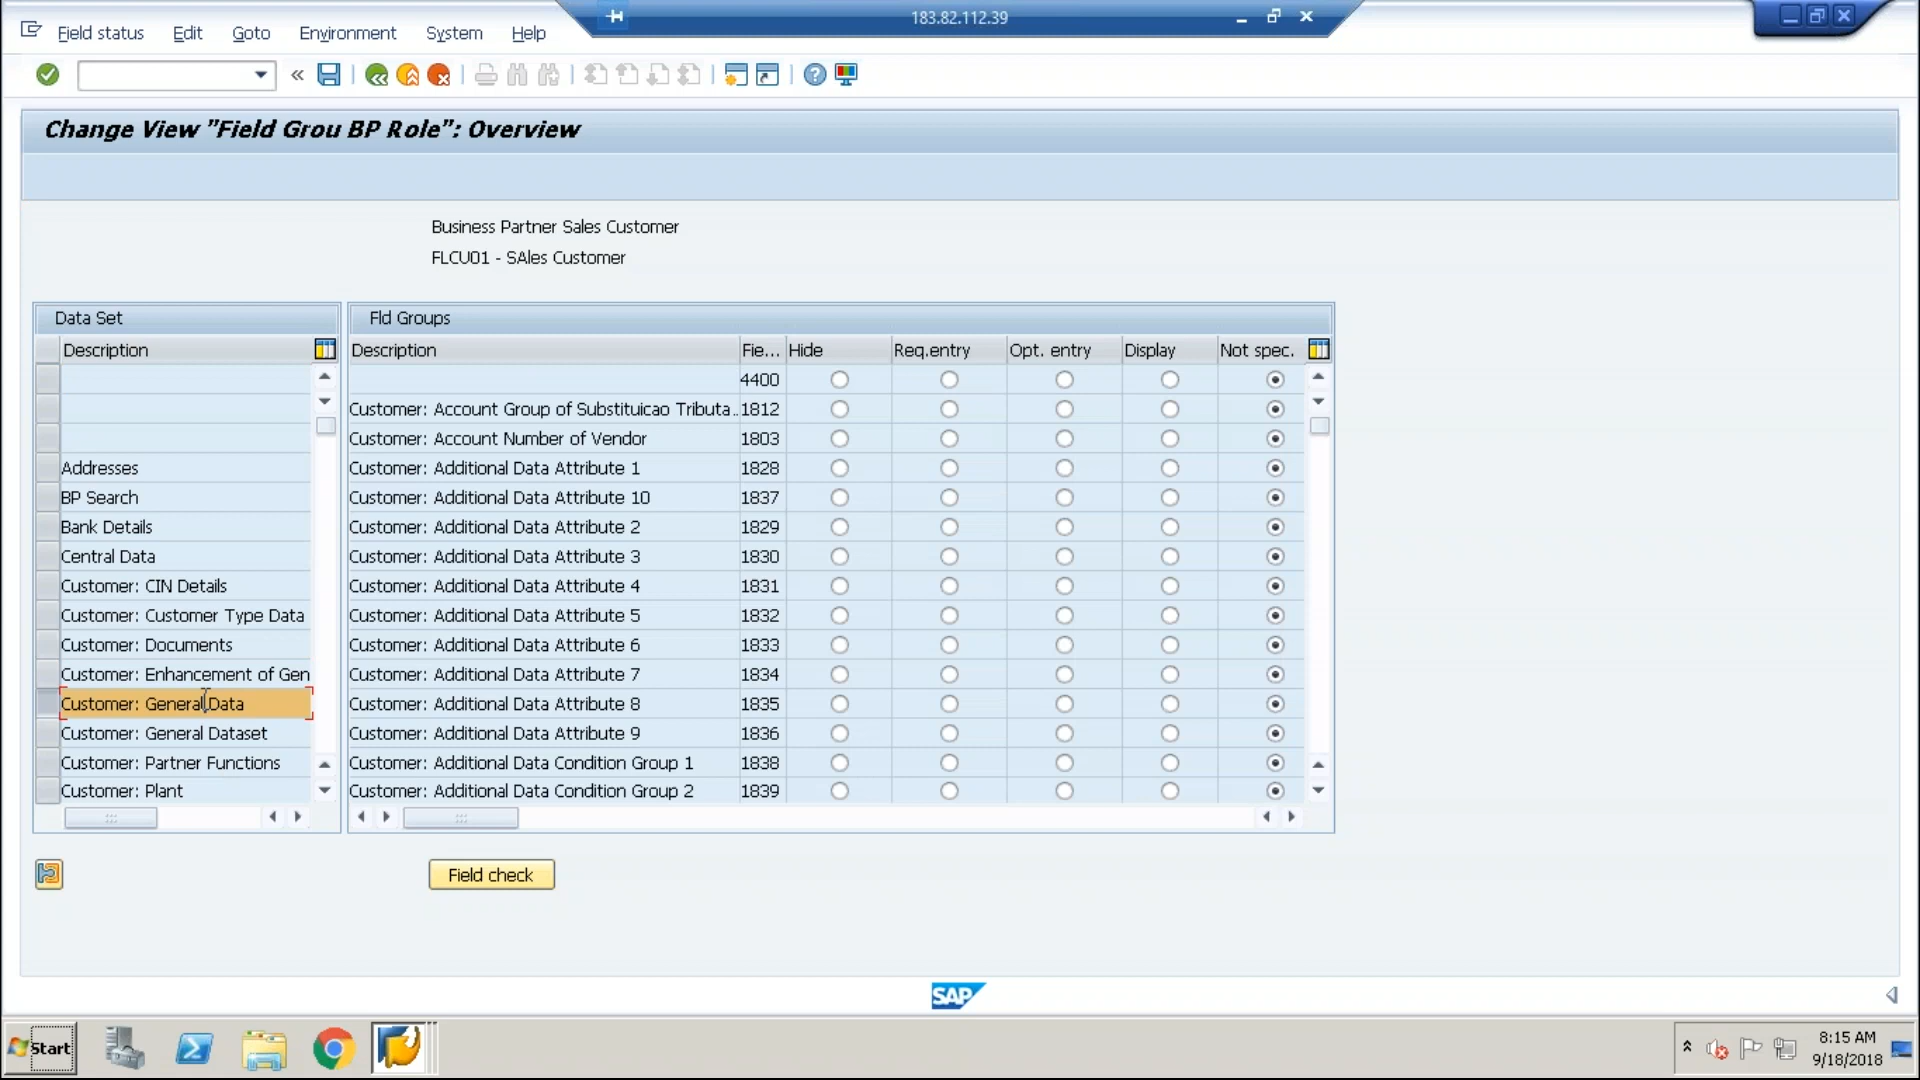 183.82.112.39
Field status Edit Goto Environment System Help
Change View "Field Grou BP Role": Overview
Business Partner Sales Customer
FLCU01 - SAles Customer
Data Set
Fld Groups
Description
Description Fie... Hide Req.entry Opt. entry Display Not spec.
4400
Customer: Account Group of Substituicao Tributa.. 1812
Customer: Account Number of Vendor 1803
Addresses Customer: Additional Data Attribute 1 1828
BP Search Customer: Additional Data Attribute 10 1837
Bank Details Customer: Additional Data Attribute 2 1829
Central Data Customer: Additional Data Attribute 3 1830
Customer: CIN Details Customer: Additional Data Attribute 4 1831
Customer: Customer Type Data Customer: Additional Data Attribute 5 1832
Customer: Documents Customer: Additional Data Attribute 6 1833
Customer: Enhancement of Gen Customer: Additional Data Attribute 7 1834
Customer: General Data Customer: Additional Data Attribute 8 1835
Customer: General Dataset Customer: Additional Data Attribute 9 1836
Customer: Partner Functions Customer: Additional Data Condition Group 1 1838
Customer: Plant Customer: Additional Data Condition Group 2 1839
Field check
SAP
Start
8:15 AM
9/18/2018